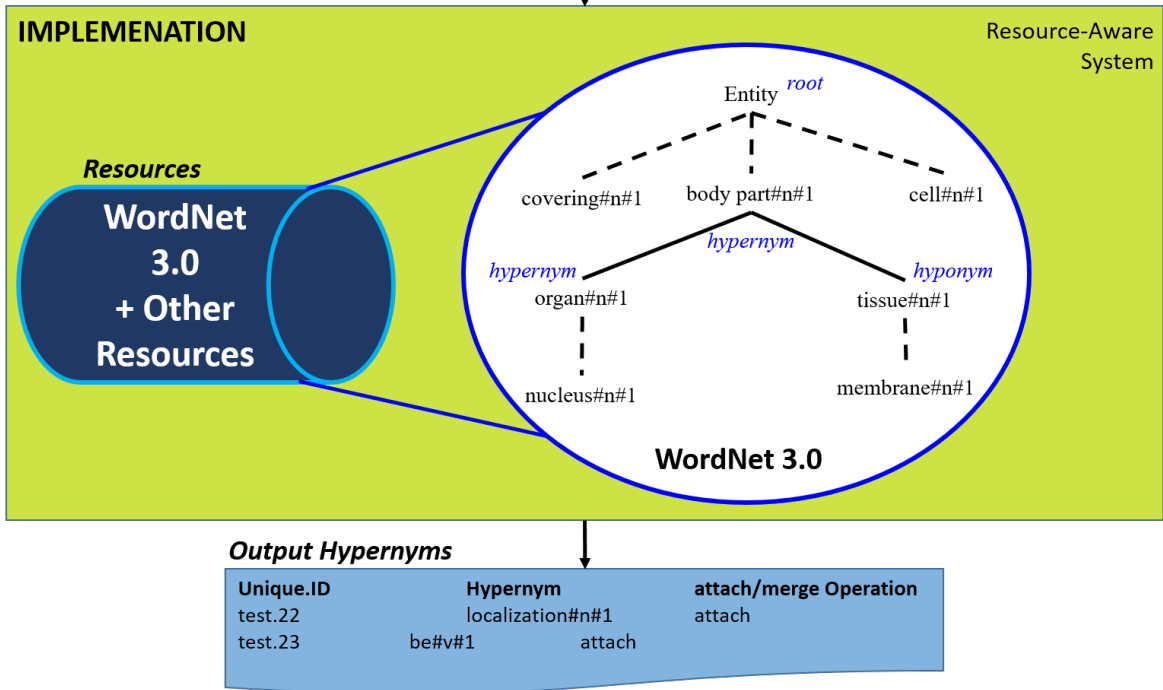 IMPLEMENATION
Resource-Aware
System
Resources
WordNet
3.0
+ Other
Resources
Entity root
covering#n#1 body part#n#1 cell#n#1
hypernym
hypernym hyponym
organ#n#1 tissue#n#1
nucleus#n#1 membrane#n#1
WordNet 3.0
Output Hypernyms
Unique.ID Hypernym attach/merge Operation
test.22 localization#n#1 attach
test.23 be#v#1 attach